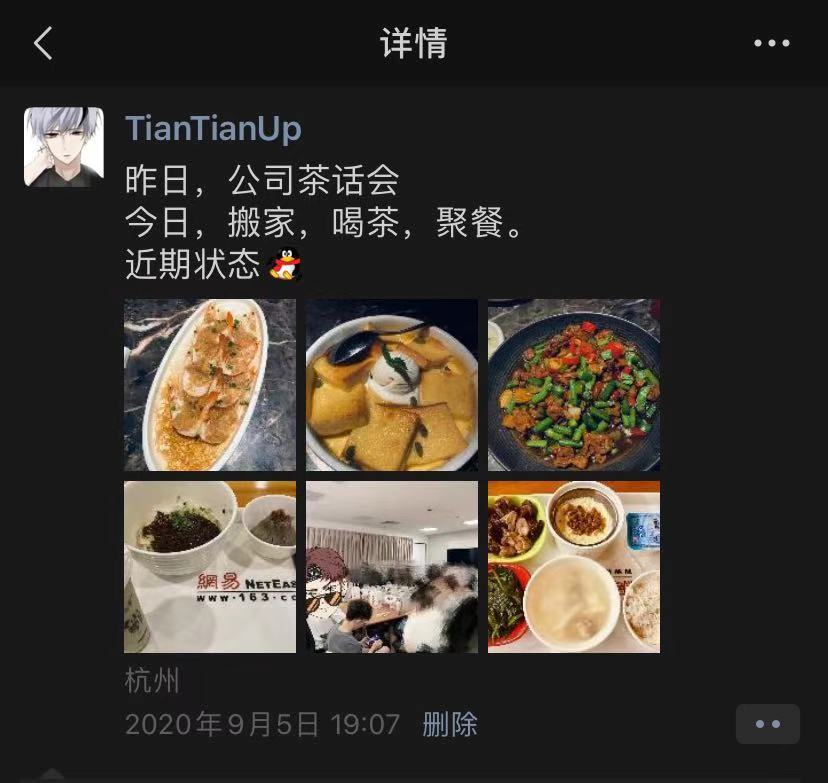 详情
TianTianUp
昨日，公司茶话会
今日，搬家，喝茶，聚餐。
近期状态
網易 NETEAS
www.163.co
杭州
2020年9月5日 19:07 删除